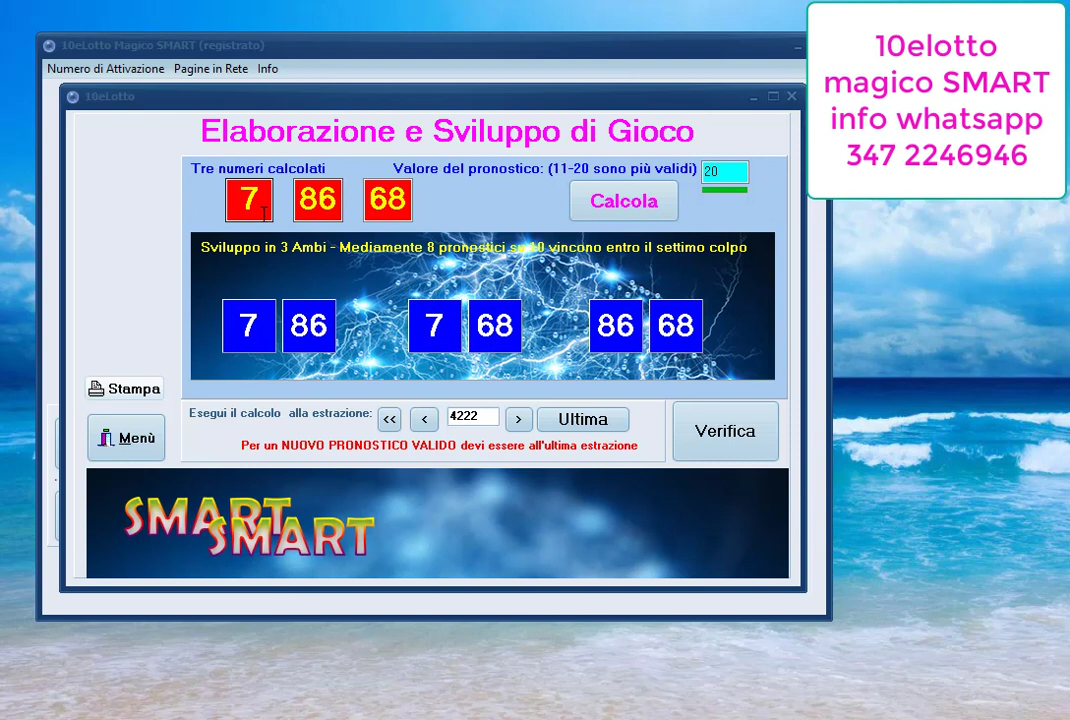 10elotto
magico SMART
info whatsapp
347 2246946
10eLotto Magico SMART (registrato)
Numero di Attivazione Pagine in Rete Info
10eLotto
Elaborazione e Sviluppo di Gioco
Tre numeri calcolati Valore del pronostico: (11-20 sono più validi) 20
7 86 68 Calcola
Sviluppo in 3 Ambi - Mediamente 8 pronostici su 10 vincono entro il settimo colpo
7 86 7 68 86 68
Stampa
Esegui il calcolo alla estrazione: << < 4222 > Ultima
Verifica
Menù
Per un NUOVO PRONOSTICO VALIDO devi essere all'ultima estrazione
SMART
SMART